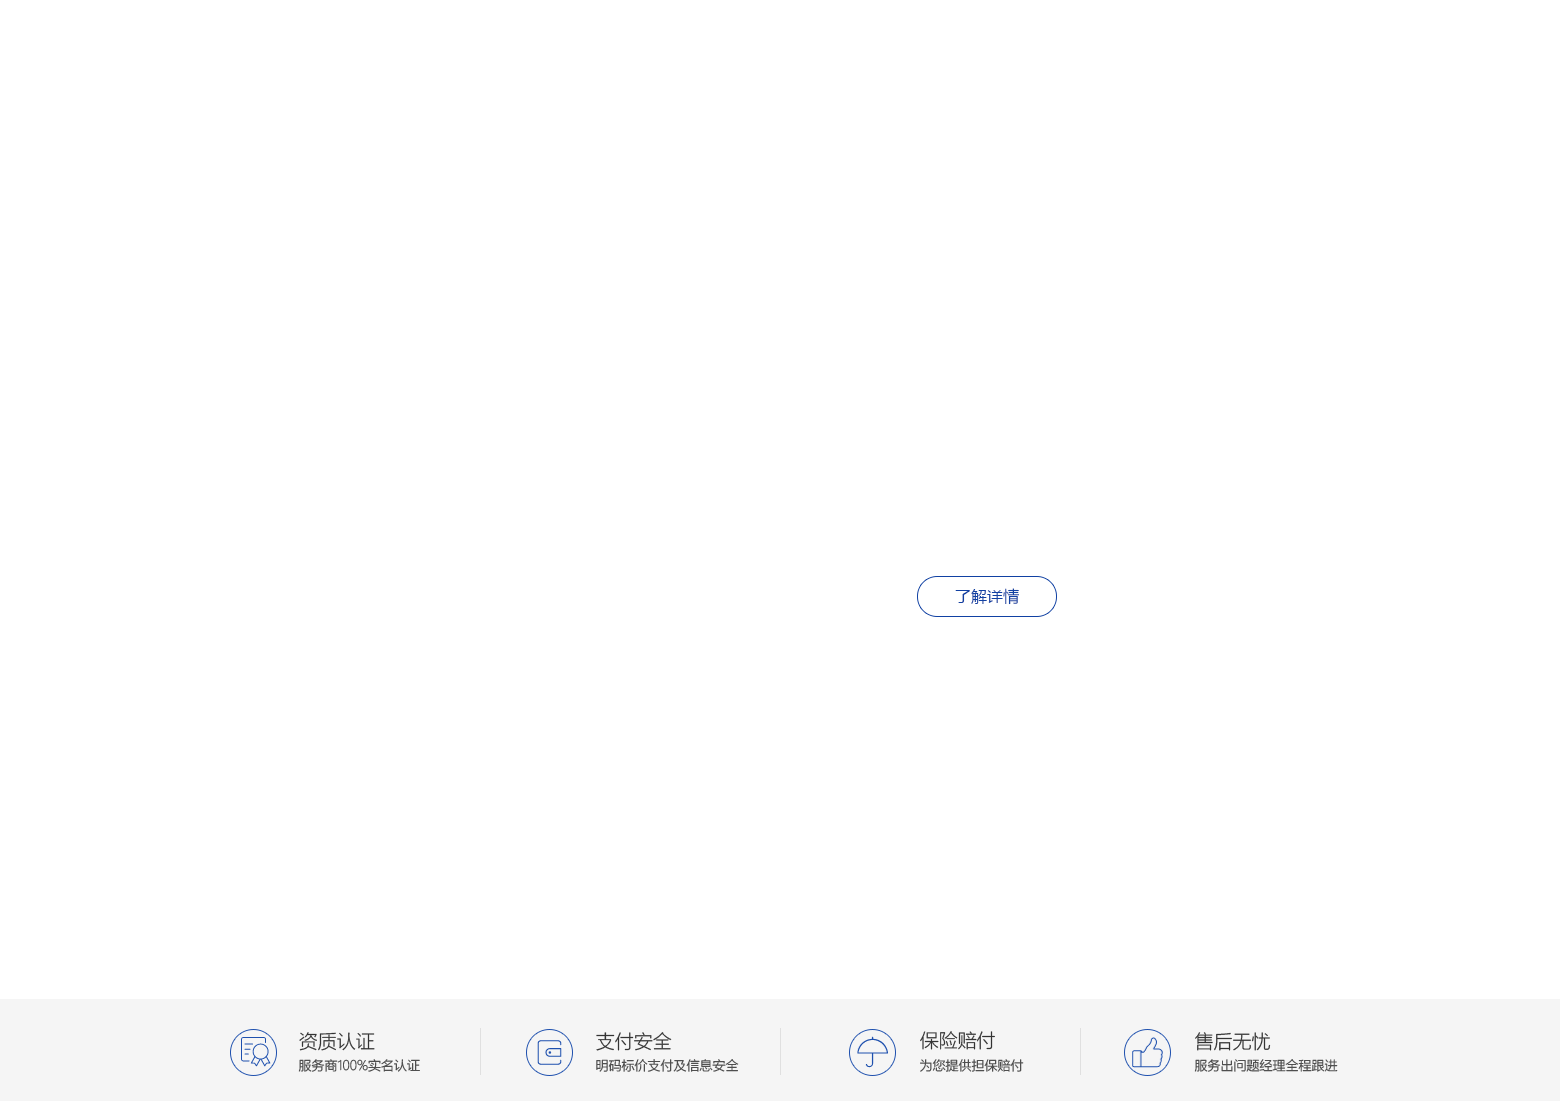 了解详情
资质认证
服务商100%实名认证
支付安全
明码标价支付及信息安全
保险赔付
为您提供担保赔付
售后无忧
服务出问题经理全程跟进